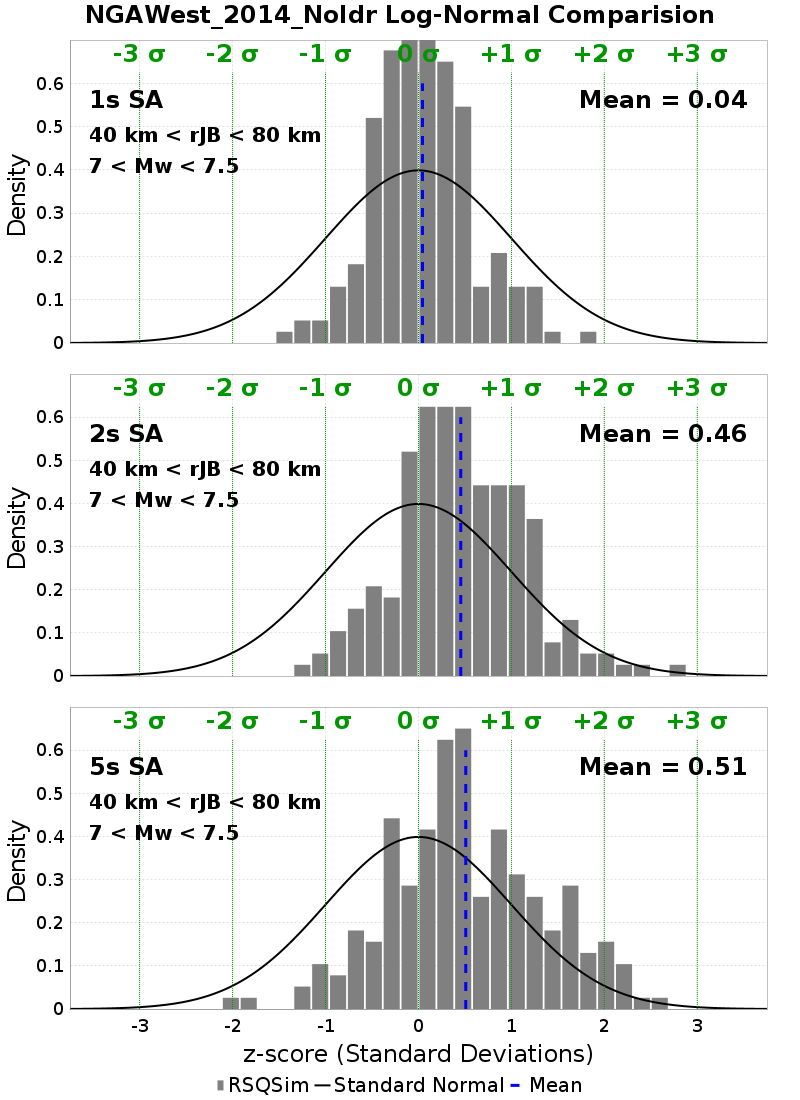 NGAWest_2014_NoIdr Log-Normal Comparision
-3 σ -2 σ -1 σ 0 σ +1 σ +2 σ +3 σ
1s SA Mean = 0.04
40 km < rJB < 80 km
7 < Mw < 7.5
0.6
0.5
0.4
0.3
0.2
0.1
0
Density
-3 σ -2 σ -1 σ 0 σ +1 σ +2 σ +3 σ
2s SA Mean = 0.46
40 km < rJB < 80 km
7 < Mw < 7.5
0.6
0.5
0.4
0.3
0.2
0.1
0
Density
-3 σ -2 σ -1 σ 0 σ +1 σ +2 σ +3 σ
5s SA Mean = 0.51
40 km < rJB < 80 km
7 < Mw < 7.5
0.6
0.5
0.4
0.3
0.2
0.1
0
Density
-3 -2 -1 0 1 2 3
z-score (Standard Deviations)
RSQSim Standard Normal Mean